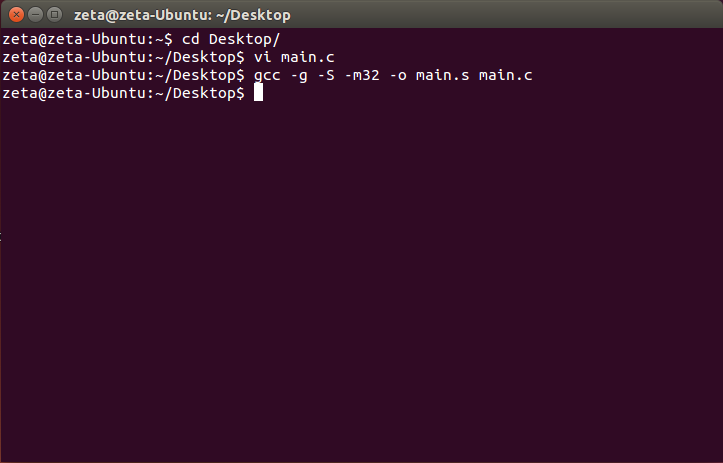 zeta@zeta-Ubuntu: ~/Desktop
zeta@zeta-Ubuntu:~$ cd Desktop/
zeta@zeta-Ubuntu:~/Desktop$ vi main.c
zeta@zeta-Ubuntu:~/Desktop$ gcc -g -S -m32 -o main.s main.c
zeta@zeta-Ubuntu:~/Desktop$